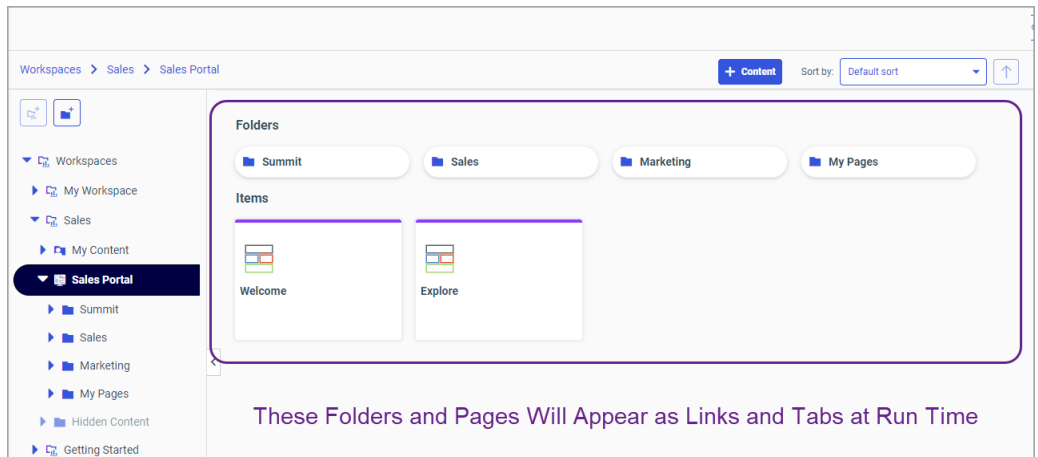 Workspaces > Sales > Sales Portal
+ Content
Sort by: Default sort
Workspaces
My Workspace
Sales
My Content
Sales Portal
Summit
Sales
Marketing
My Pages
Hidden Content
Getting Started
Folders
Summit Sales Marketing My Pages
Items
Welcome Explore
These Folders and Pages Will Appear as Links and Tabs at Run Time